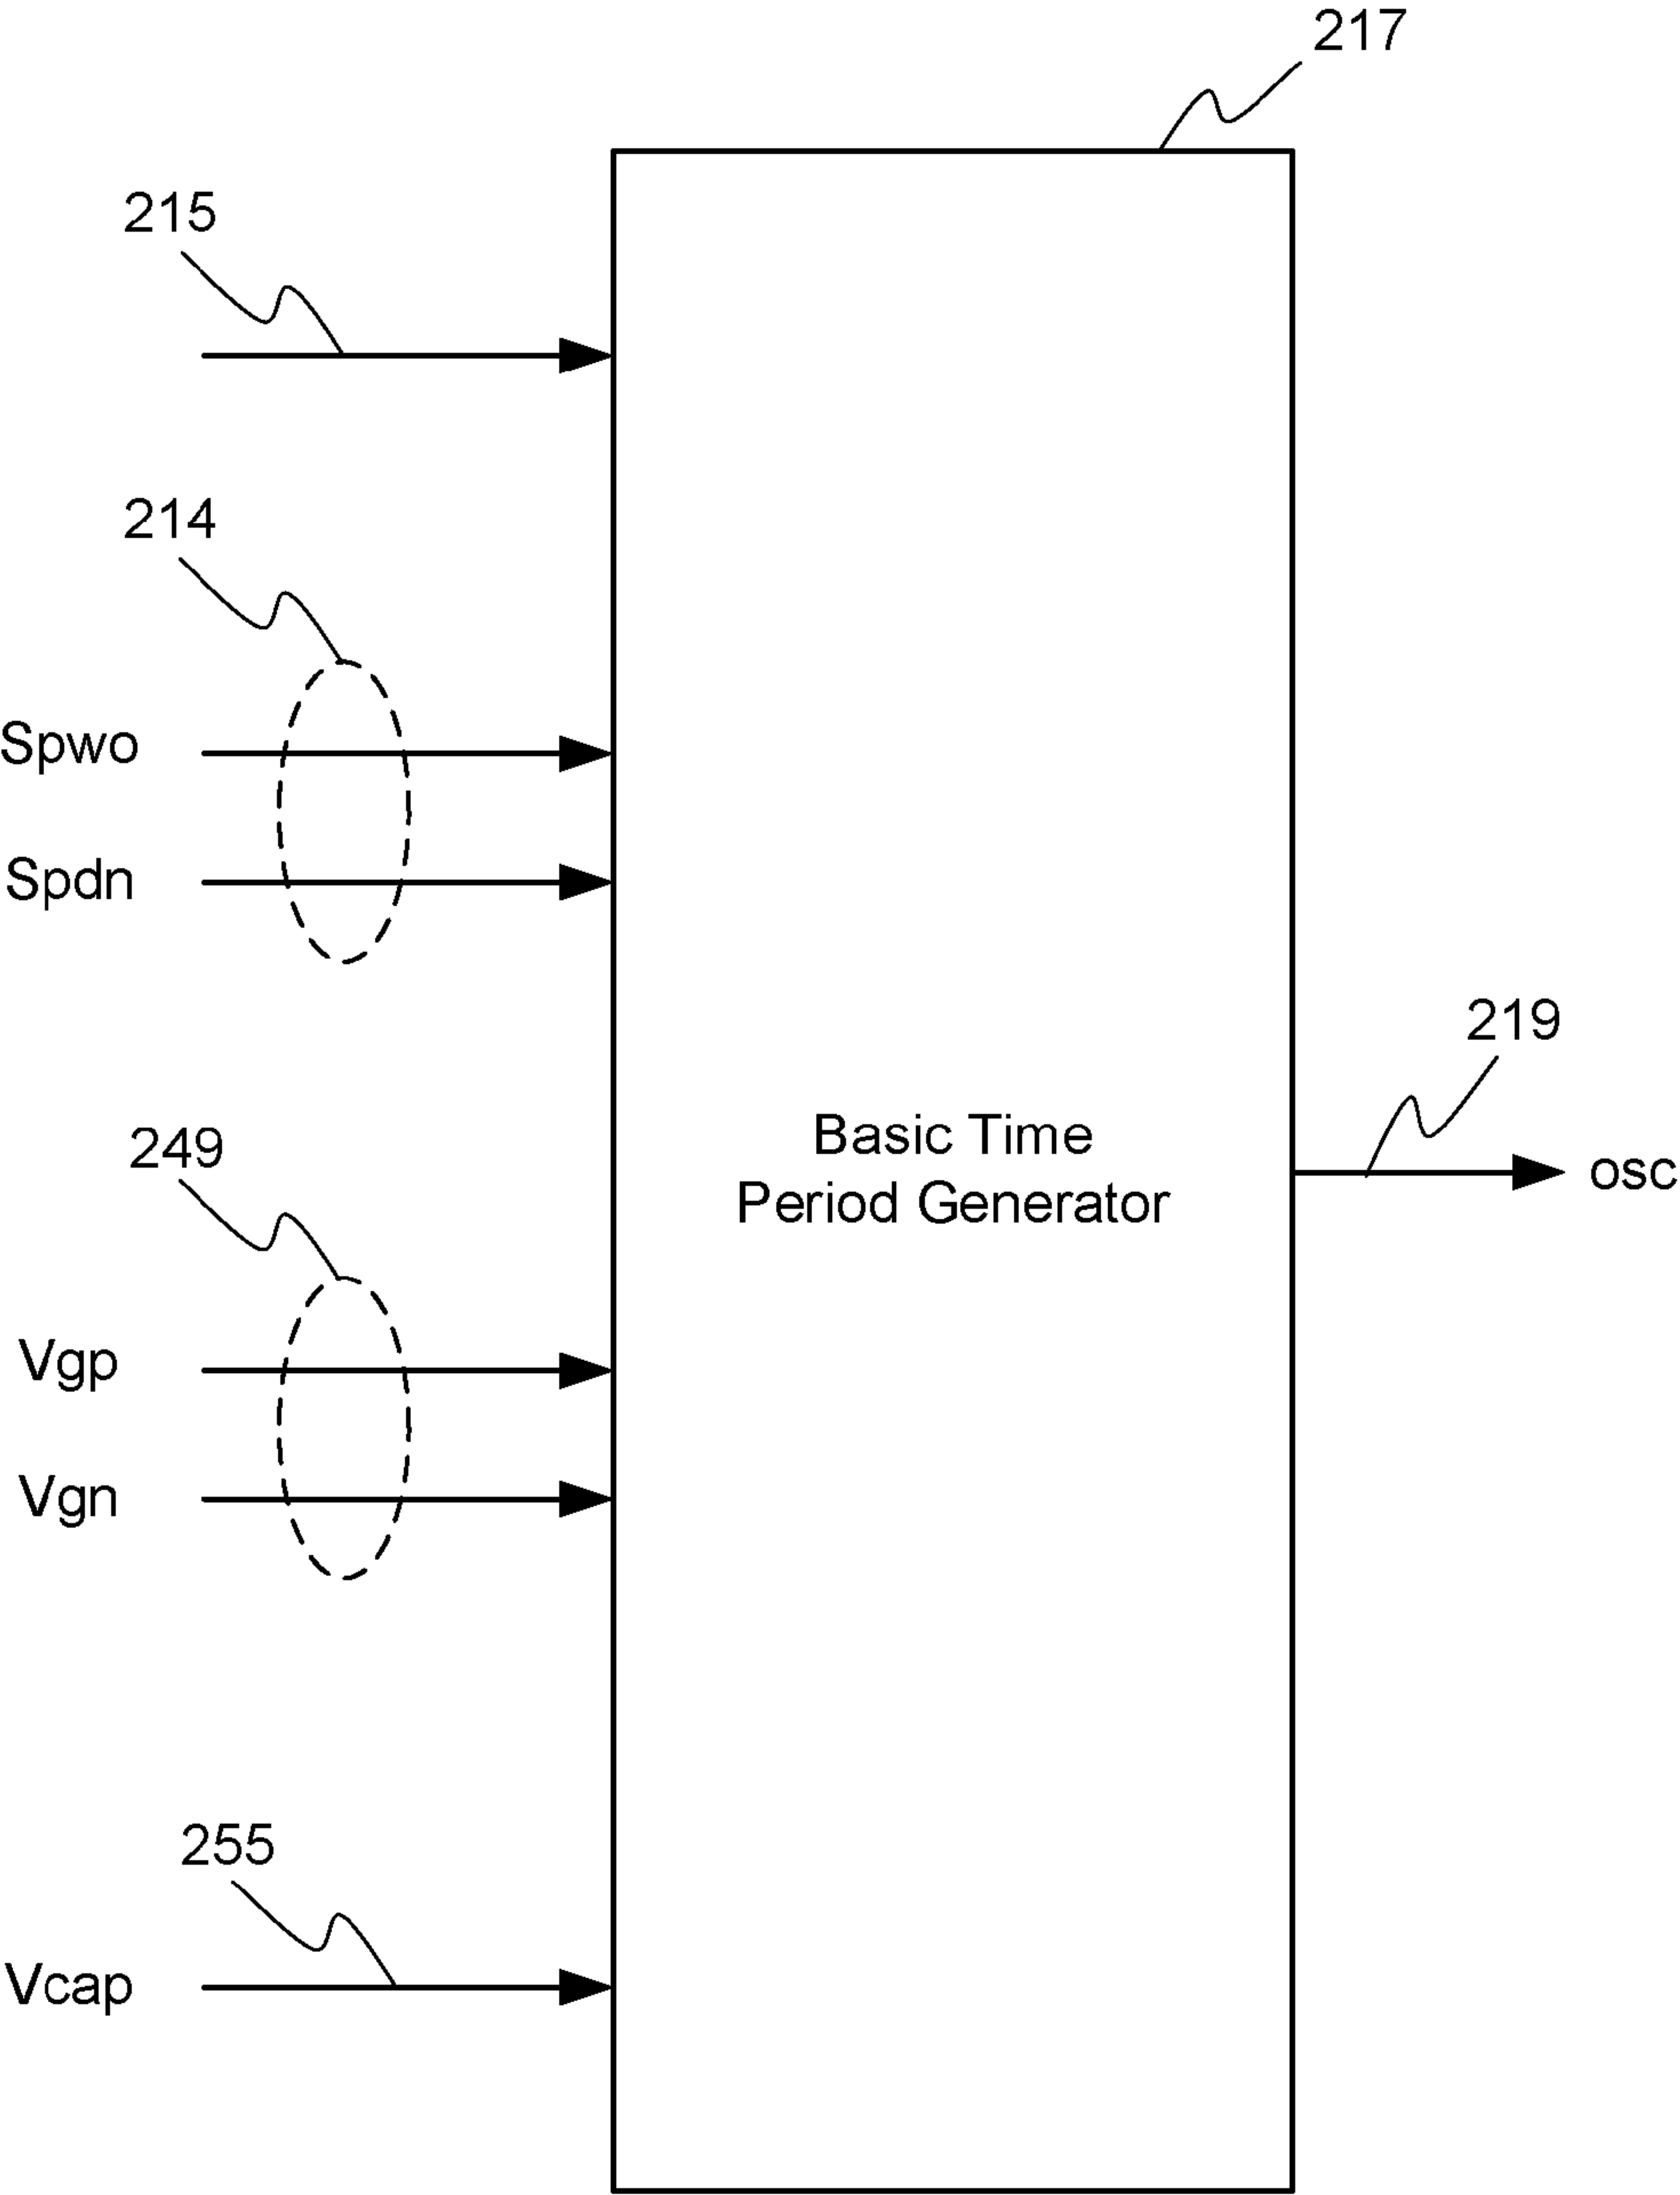 217
215
214
Spwo
Spdn
219
249
Basic Time
Period Generator
osc
Vgp
Vgn
255
Vcap